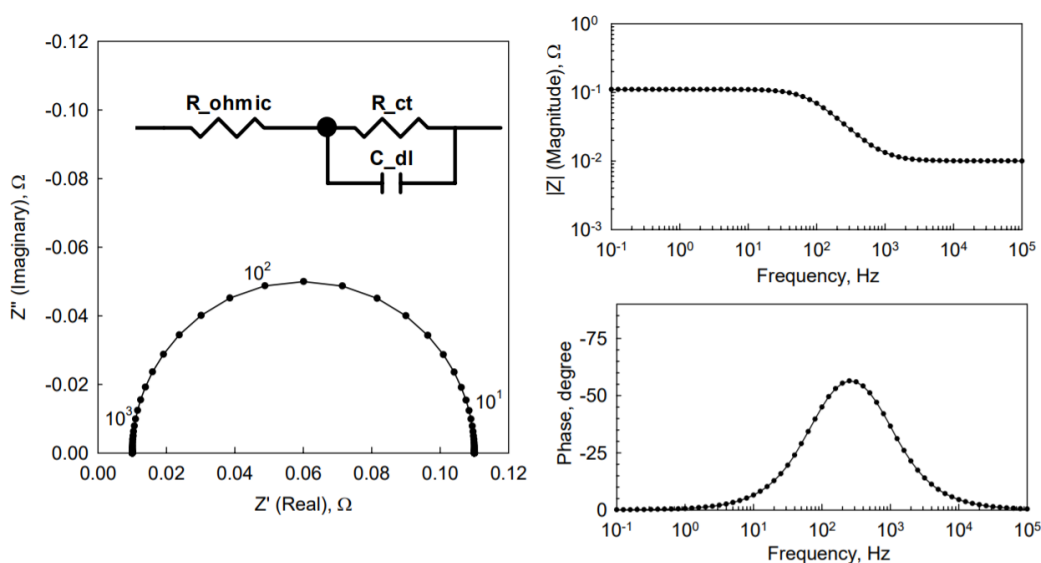 -0.12
-0.10
-0.08
-0.06
-0.04
-0.02
0.00
Z'' (Imaginary), Ω
R_ohmic
R_ct
C_dl
10²
10³
10¹
0.00 0.02 0.04 0.06 0.08 0.10 0.12
Z' (Real), Ω
10⁰
10⁻¹
10⁻²
10⁻³
|Z| (Magnitude), Ω
10⁻¹ 10⁰ 10¹ 10² 10³ 10⁴ 10⁵
Frequency, Hz
-75
-50
-25
0
Phase, degree
10⁻¹ 10⁰ 10¹ 10² 10³ 10⁴ 10⁵
Frequency, Hz